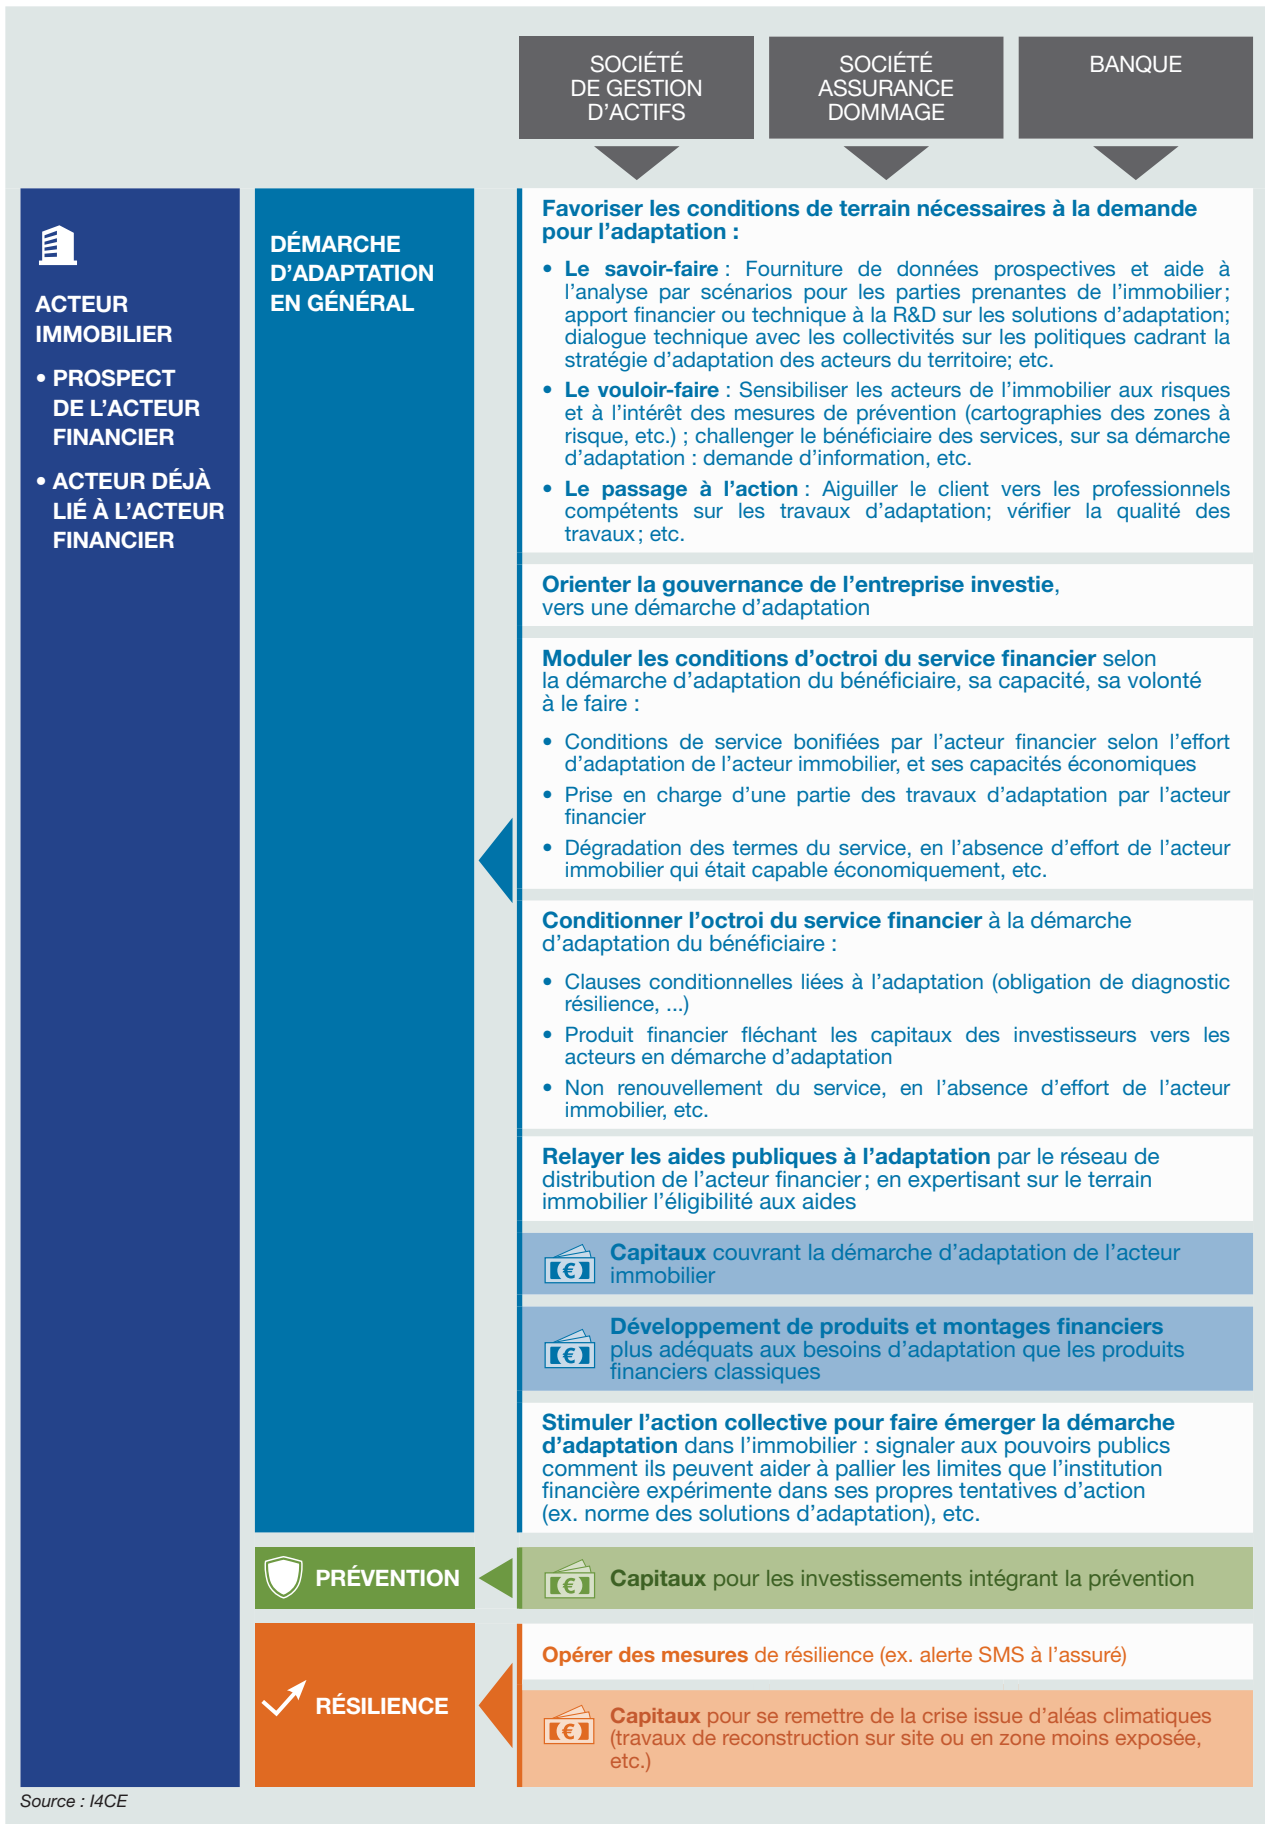 SOCIÉTÉ
DE GESTION
D'ACTIFS
SOCIÉTÉ
ASSURANCE
DOMMAGE
BANQUE
ACTEUR
IMMOBILIER
• PROSPECT
DE L'ACTEUR
FINANCIER
• ACTEUR DÉJÀ
LIÉ À L'ACTEUR
FINANCIER
DÉMARCHE
D'ADAPTATION
EN GÉNÉRAL
Favoriser les conditions de terrain nécessaires à la demande
pour l'adaptation :
• Le savoir-faire : Fourniture de données prospectives et aide à
l'analyse par scénarios pour les parties prenantes de l'immobilier ;
apport financier ou technique à la R&D sur les solutions d'adaptation;
dialogue technique avec les collectivités sur les politiques cadrant la
stratégie d'adaptation des acteurs du territoire; etc.
• Le vouloir-faire : Sensibiliser les acteurs de l'immobilier aux risques
et à l'intérêt des mesures de prévention (cartographies des zones à
risque, etc.) ; challenger le bénéficiaire des services, sur sa démarche
d'adaptation : demande d'information, etc.
• Le passage à l'action : Aiguiller le client vers les professionnels
compétents sur les travaux d'adaptation; vérifier la qualité des
travaux ; etc.
Orienter la gouvernance de l'entreprise investie,
vers une démarche d'adaptation
Moduler les conditions d'octroi du service financier selon
la démarche d'adaptation du bénéficiaire, sa capacité, sa volonté
à le faire :
• Conditions de service bonifiées par l'acteur financier selon l'effort
d'adaptation de l'acteur immobilier, et ses capacités économiques
• Prise en charge d'une partie des travaux d'adaptation par l'acteur
financier
• Dégradation des termes du service, en l'absence d'effort de l'acteur
immobilier qui était capable économiquement, etc.
Conditionner l'octroi du service financier à la démarche
d'adaptation du bénéficiaire :
• Clauses conditionnelles liées à l'adaptation (obligation de diagnostic
résilience, ...)
• Produit financier fléchant les capitaux des investisseurs vers les
acteurs en démarche d'adaptation
• Non renouvellement du service, en l'absence d'effort de l'acteur
immobilier, etc.
Relayer les aides publiques à l'adaptation par le réseau de
distribution de l'acteur financier ; en expertisant sur le terrain
immobilier l'éligibilité aux aides
€
Capitaux couvrant la démarche d'adaptation de l'acteur
immobilier
€
Développement de produits et montages financiers
plus adéquats aux besoins d'adaptation que les produits
financiers classiques
Stimuler l'action collective pour faire émerger la démarche
d'adaptation dans l'immobilier : signaler aux pouvoirs publics
comment ils peuvent aider à pallier les limites que l'institution
financière expérimente dans ses propres tentatives d'action
(ex. norme des solutions d'adaptation), etc.
PRÉVENTION
€
Capitaux pour les investissements intégrant la prévention
RÉSILIENCE
Opérer des mesures de résilience (ex. alerte SMS à l'assuré)
€
Capitaux pour se remettre de la crise issue d'aléas climatiques
(travaux de reconstruction sur site ou en zone moins exposée,
etc.)
Source : I4CE